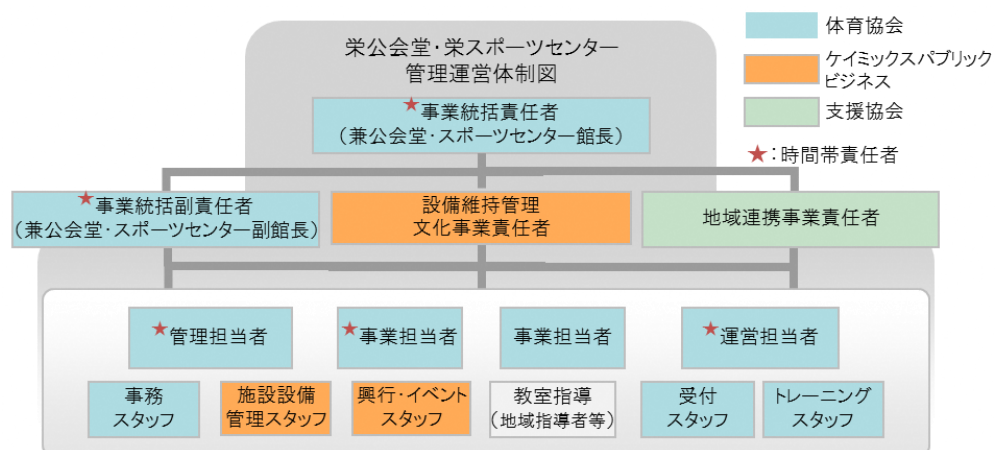 栄公会堂・栄スポーツセンター
管理運営体制図
体育協会
ケイミックスパブリック
ビジネス
支援協会
★：時間帯責任者
★事業統括責任者
（兼公会堂・スポーツセンター館長）
★事業統括副責任者
（兼公会堂・スポーツセンター副館長）
設備維持管理
文化事業責任者
地域連携事業責任者
★管理担当者
★事業担当者
事業担当者
★運営担当者
事務
スタッフ
施設設備
管理スタッフ
興行・イベント
スタッフ
教室指導
（地域指導者等）
受付
スタッフ
トレーニング
スタッフ